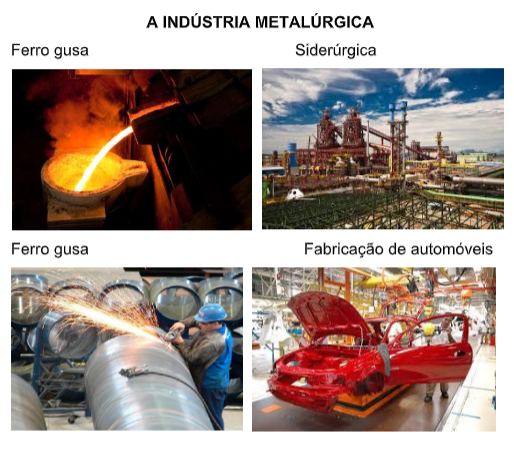 A INDÚSTRIA METALÚRGICA
Ferro gusa
Siderúrgica
Ferro gusa
Fabricação de automóveis